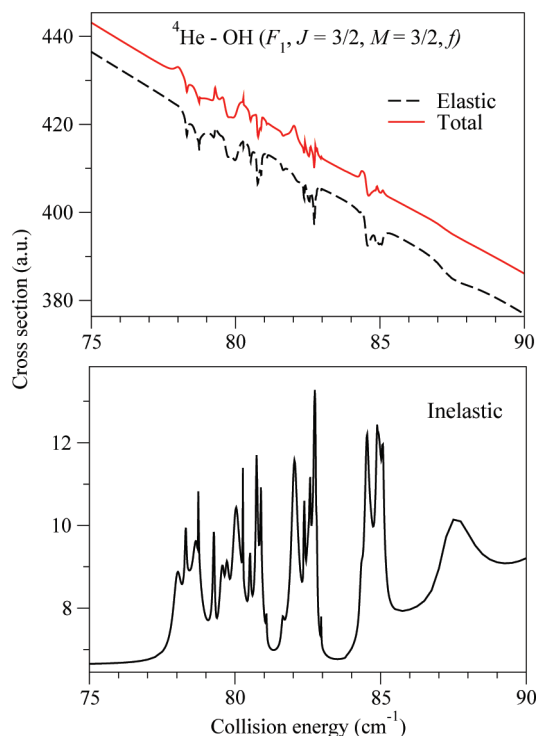 ⁴He - OH (F₁, J = 3/2, M = 3/2, f)
Elastic
Total
440
420
400
380
75 80 85 90
Cross section (a.u.)
Inelastic
12
10
8
75 80 85 90
Collision energy (cm⁻¹)